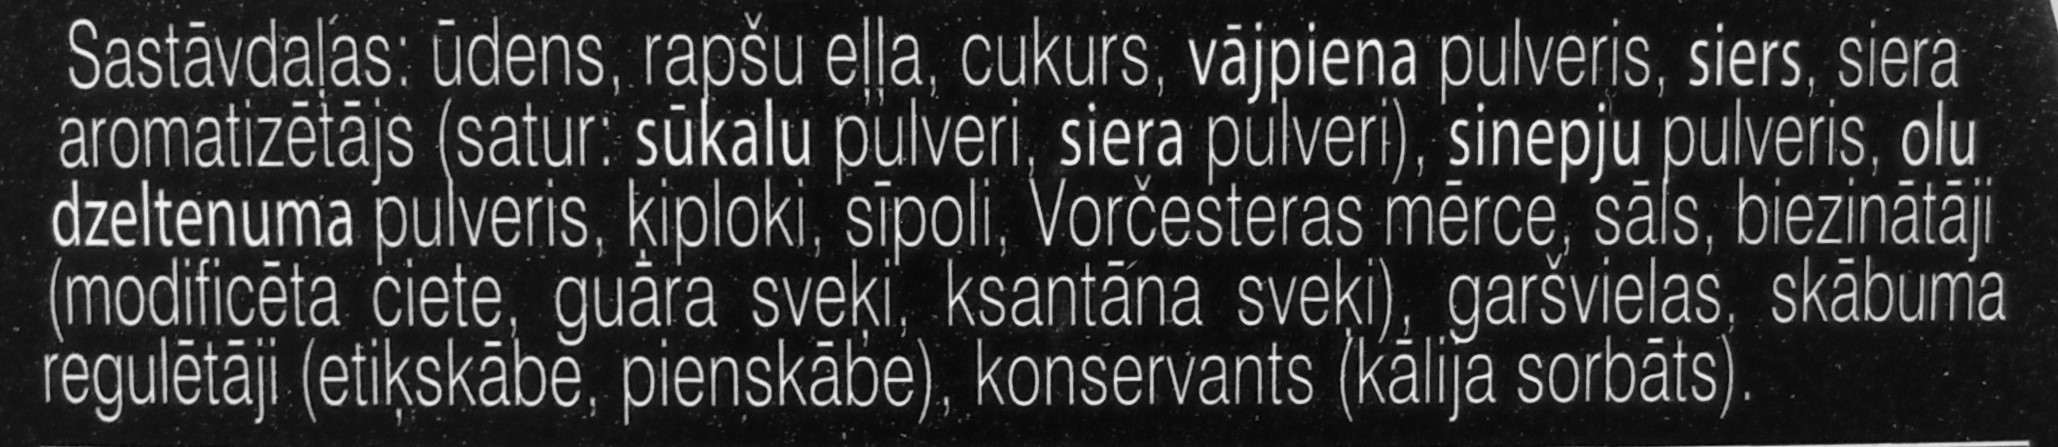 Sastāvdaļas: ūdens, rapšu eļļa, cukurs, vājpiena pulveris, siers, siera
aromatizētājs (satur: sūkalu pulveri, siera pulveri), sinepju pulveris, olu
dzeltenuma pulveris, ķiploki, sīpoli, Vorčesteras mērce, sāls, biezinātāji
(modificēta ciete, guāra sveķi, ksantāna sveķi), garšvielas, skābuma
regulētāji (etiķskābe, pienskābe), konservants (kālija sorbāts).